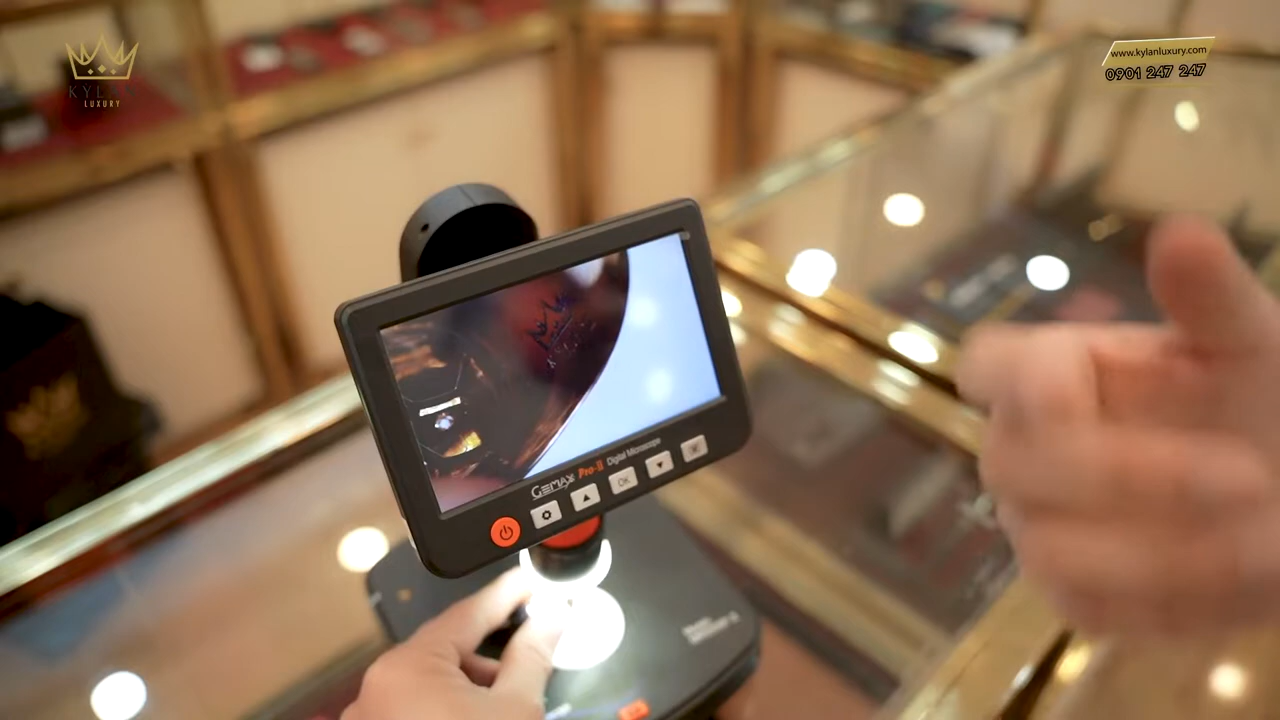 KYLAN
LUXURY
www.kylanluxury.com
0901 247 247
GEMAX Pro-II Digital Microscope
OK